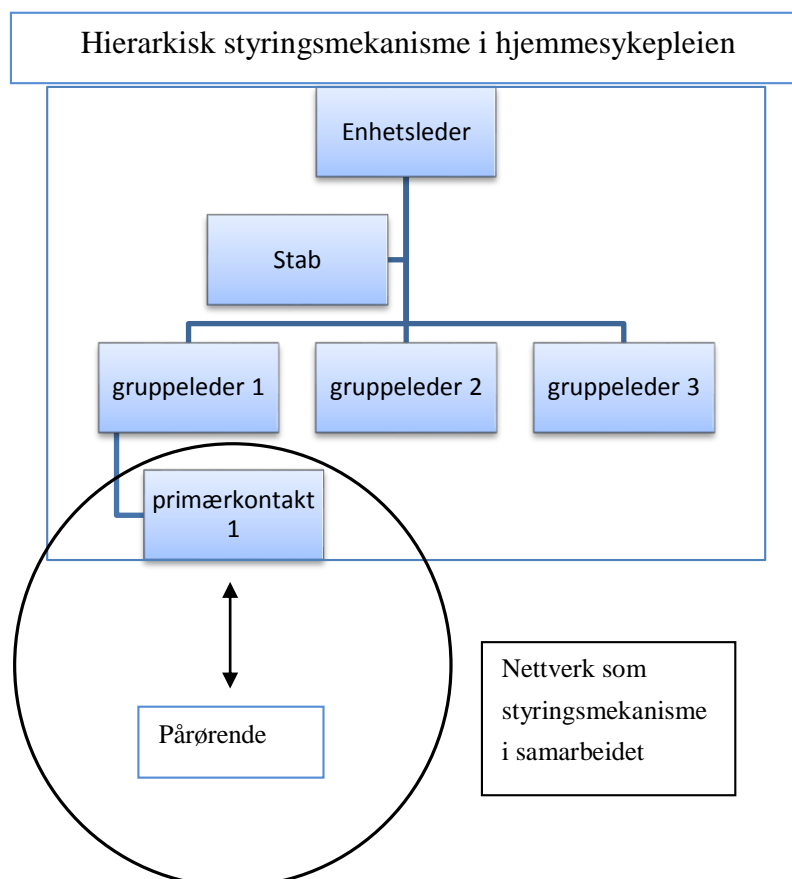 Hierarkisk styringsmekanisme i hjemmesykepleien
Enhetsleder
Stab
gruppeleder 1
gruppeleder 2
gruppeleder 3
primærkontakt
1
Pårørende
Nettverk som
styringsmekanisme
i samarbeidet